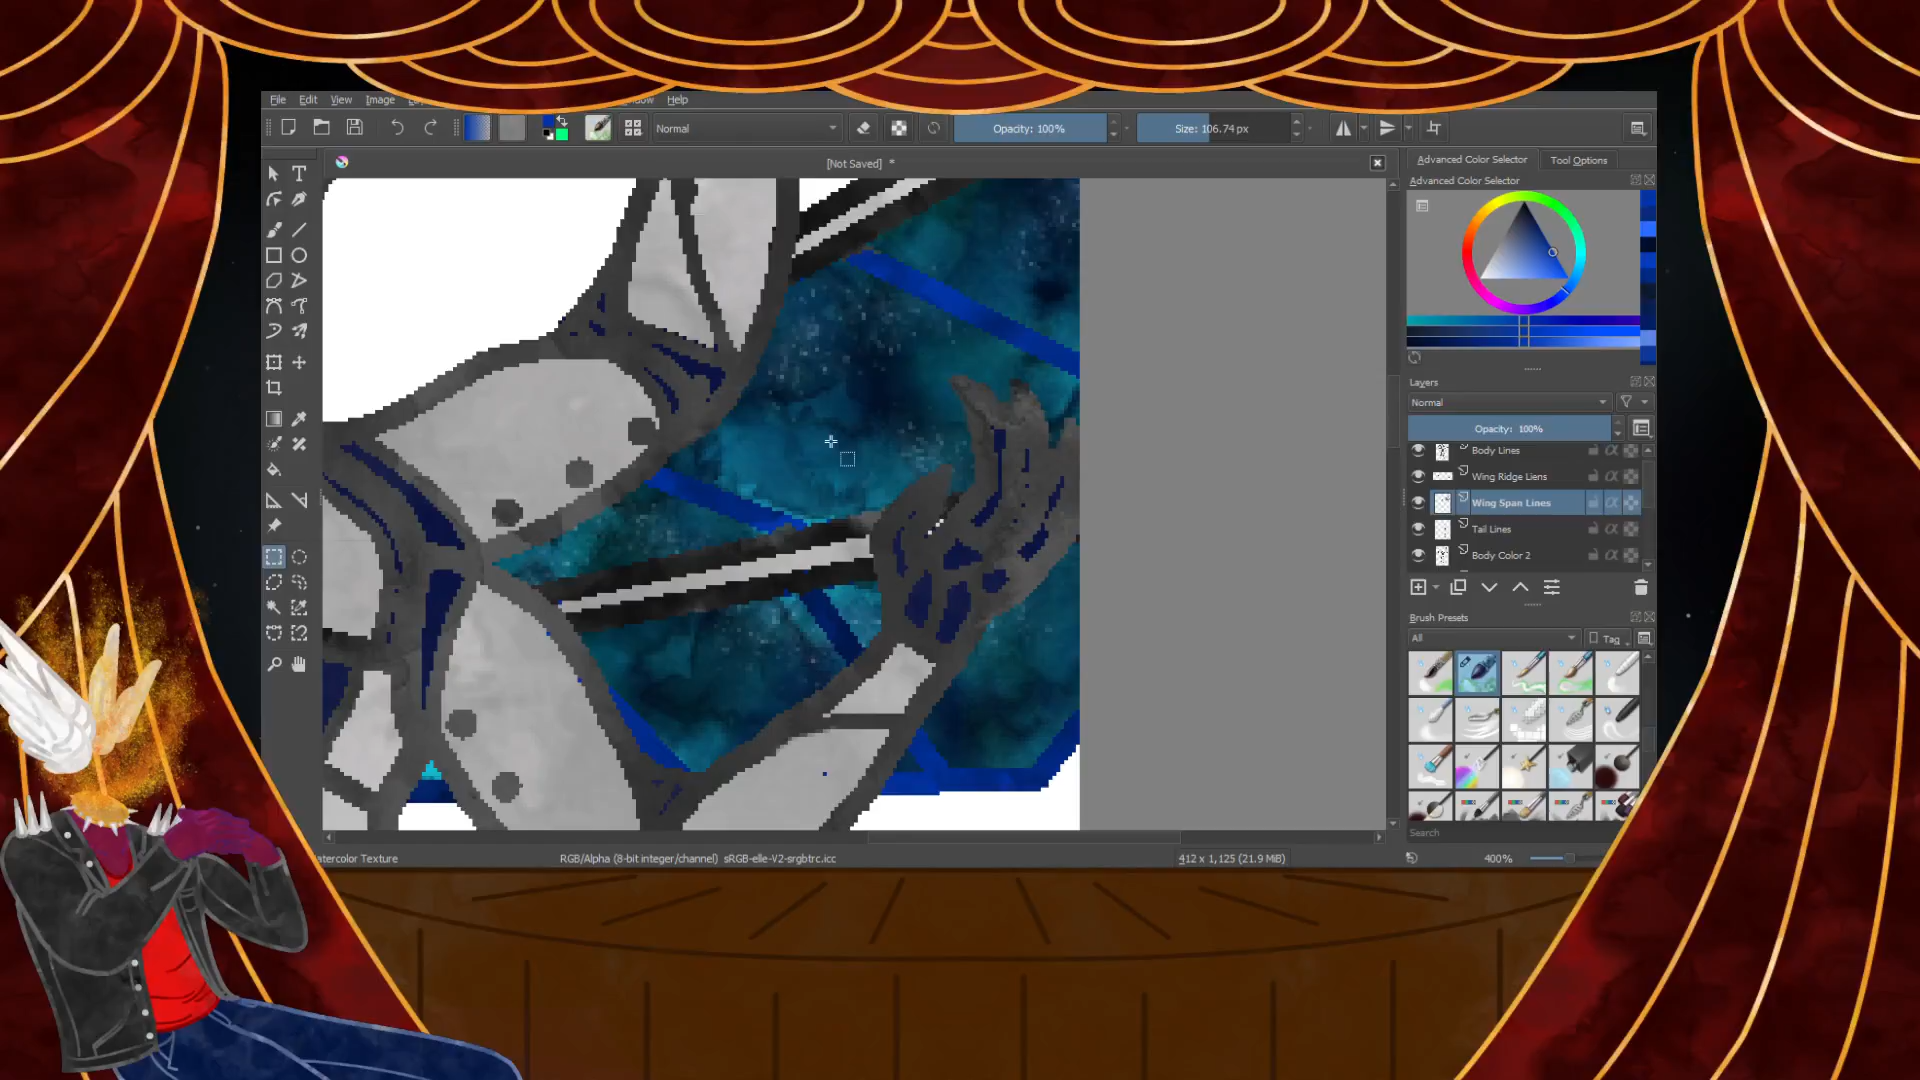 File Edit View Image Help
Normal
Opacity: 100%
Size: 106.74 px
[Not Saved] *
Advanced Color Selector
Tool Options
Advanced Color Selector
Layers
Normal
Opacity: 100%
Body Lines
Wing Ridge Liens
Wing Span Lines
Tail Lines
Body Color 2
Brush Presets
All
Tag
Search
atercolor Texture
RGB/Alpha (8-bit integer/channel) sRGB-elle-V2-srgbtrc.icc
412 x 1,125 (21.9 MiB)
400%